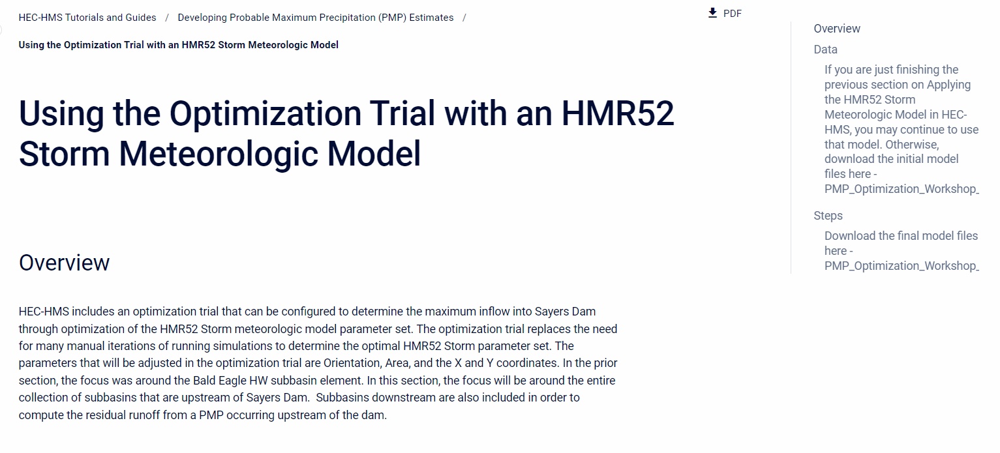 HEC-HMS Tutorials and Guides / Developing Probable Maximum Precipitation (PMP) Estimates /
Using the Optimization Trial with an HMR52 Storm Meteorologic Model
PDF
Using the Optimization Trial with an HMR52
Storm Meteorologic Model
Overview
HEC-HMS includes an optimization trial that can be configured to determine the maximum inflow into Sayers Dam
through optimization of the HMR52 Storm meteorologic model parameter set. The optimization trial replaces the need
for many manual iterations of running simulations to determine the optimal HMR52 Storm parameter set. The
parameters that will be adjusted in the optimization trial are Orientation, Area, and the X and Y coordinates. In the prior
section, the focus was around the Bald Eagle HW subbasin element. In this section, the focus will be around the entire
collection of subbasins that are upstream of Sayers Dam.  Subbasins downstream are also included in order to
compute the residual runoff from a PMP occurring upstream of the dam.
Overview
Data
If you are just finishing the
previous section on Applying
the HMR52 Storm
Meteorologic Model in HEC-
HMS, you may continue to use
that model. Otherwise,
download the initial model
files here -
PMP_Optimization_Workshop_
Steps
Download the final model files
here -
PMP_Optimization_Workshop_